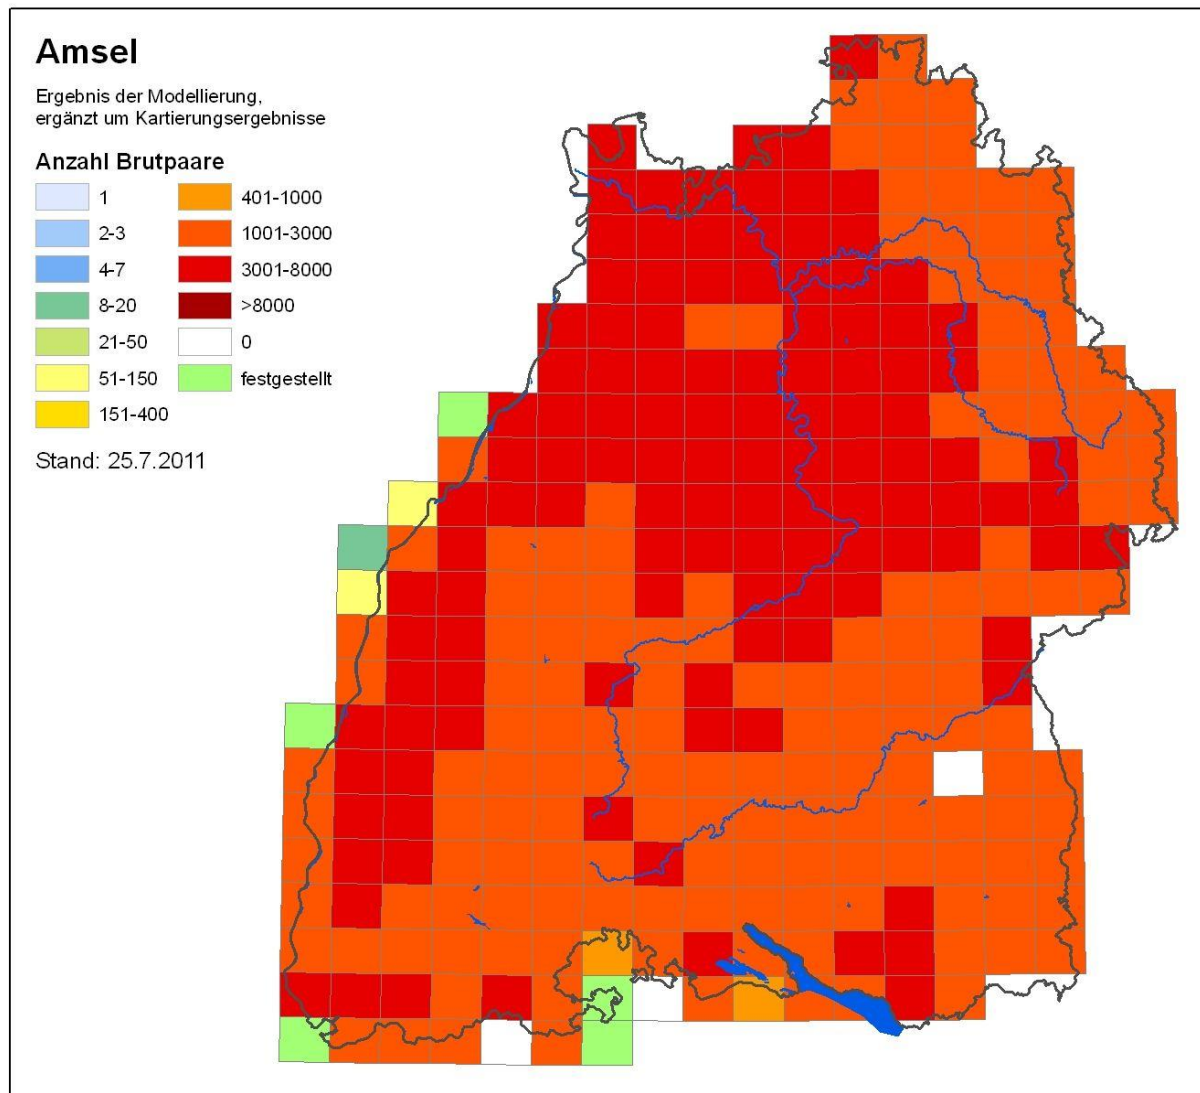 Amsel
Ergebnis der Modellierung,
ergänzt um Kartierungsergebnisse
Anzahl Brutpaare
1
2-3
4-7
8-20
21-50
51-150
151-400
401-1000
1001-3000
3001-8000
>8000
0
festgestellt
Stand: 25.7.2011